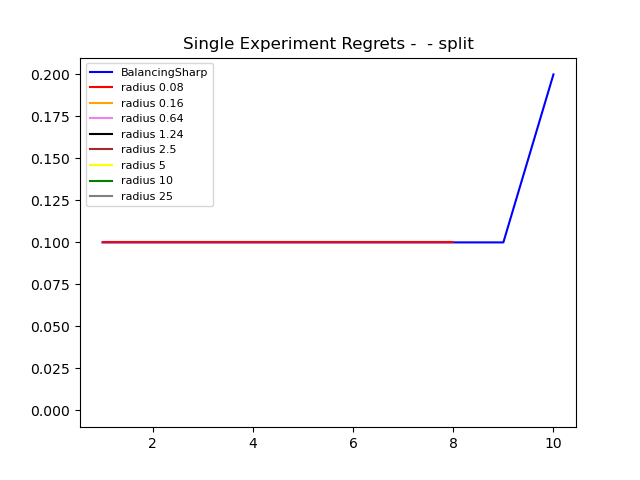 Single Experiment Regrets -  - split
BalancingSharp
radius 0.08
radius 0.16
radius 0.64
radius 1.24
radius 2.5
radius 5
radius 10
radius 25
0.200
0.175
0.150
0.125
0.100
0.075
0.050
0.025
0.000
2 4 6 8 10